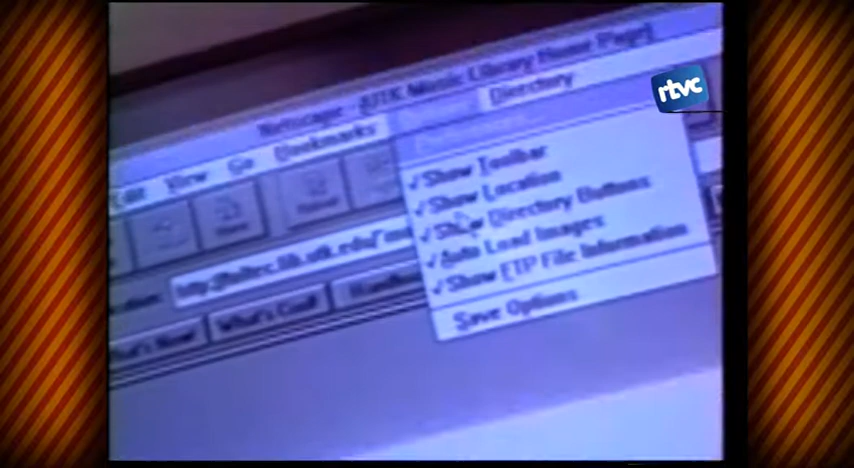 Netscape - [UTK Music Library Home Page]
Edit View Go Bookmarks Directory
rtvc
✓Show Toolbar
✓Show Location
✓Show Directory Buttons
✓Auto Load Images
✓Show FTP File Information
Save Options
What's New! What's Cool!